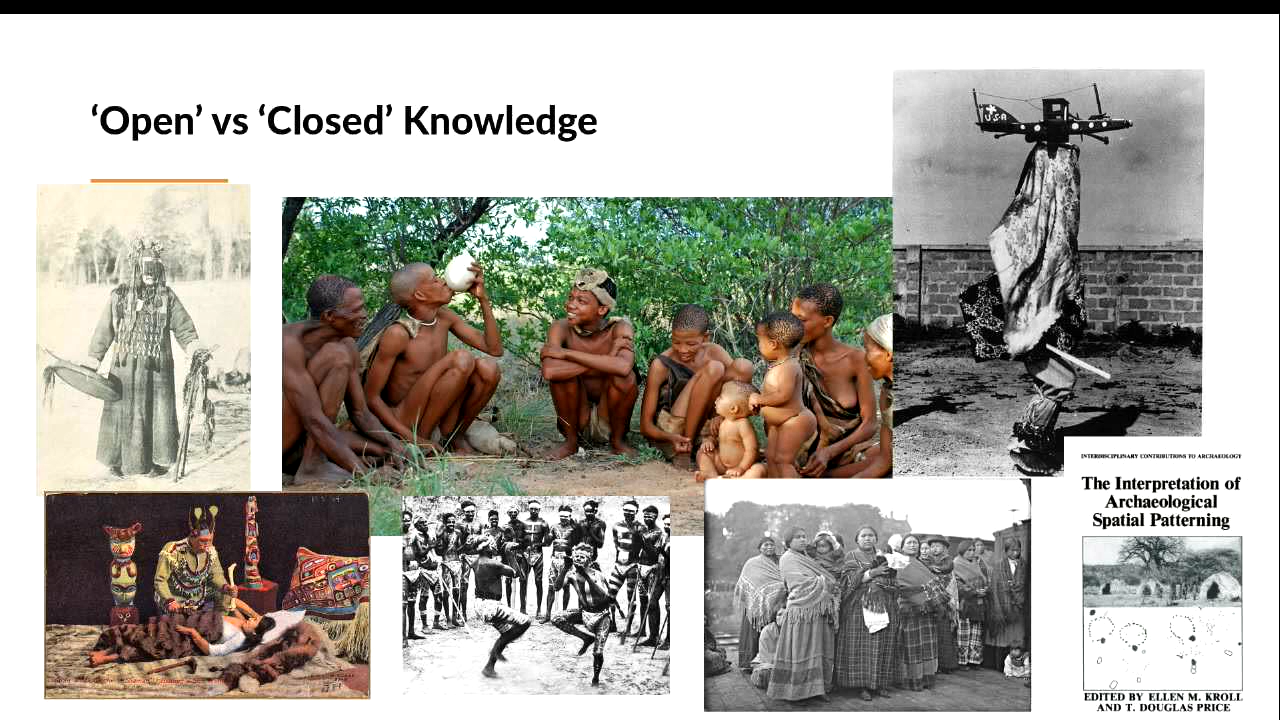 ‘Open’ vs ‘Closed’ Knowledge
USA
INTERDISCIPLINARY CONTRIBUTIONS TO ARCHAEOLOGY
The Interpretation of
Archaeological
Spatial Patterning
EDITED BY ELLEN M. KROLL
AND T. DOUGLAS PRICE